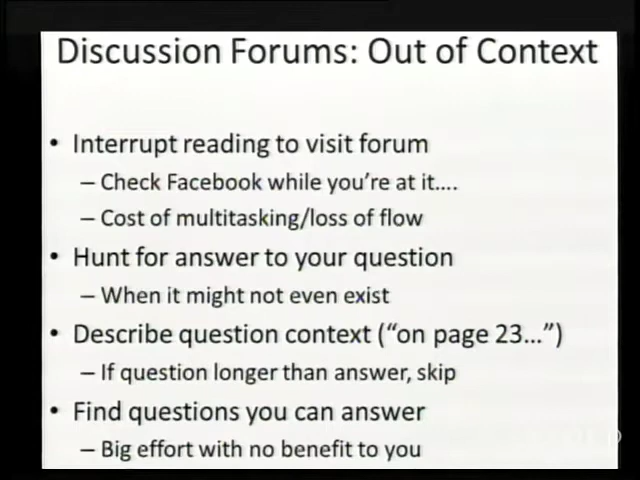 Discussion Forums: Out of Context
• Interrupt reading to visit forum
– Check Facebook while you're at it....
– Cost of multitasking/loss of flow
• Hunt for answer to your question
– When it might not even exist
• Describe question context ("on page 23...")
– If question longer than answer, skip
• Find questions you can answer
– Big effort with no benefit to you